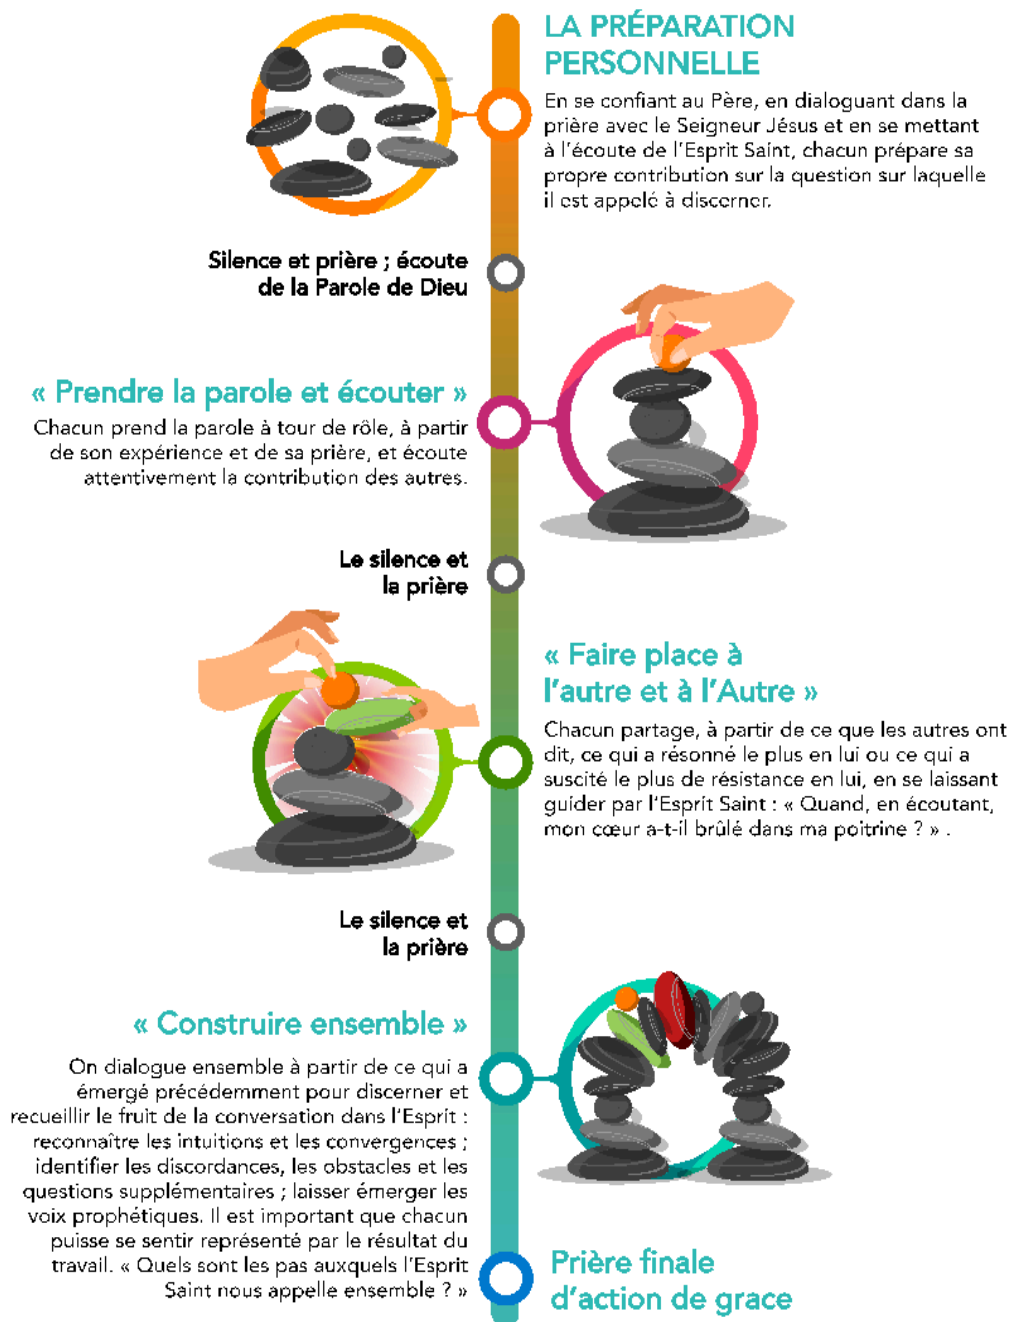 LA PRÉPARATION
PERSONNELLE
En se confiant au Père, en dialoguant dans la
prière avec le Seigneur Jésus et en se mettant
à l'écoute de l'Esprit Saint, chacun prépare sa
propre contribution sur la question sur laquelle
il est appelé à discerner.
Silence et prière ; écoute
de la Parole de Dieu
« Prendre la parole et écouter »
Chacun prend la parole à tour de rôle, à partir
de son expérience et de sa prière, et écoute
attentivement la contribution des autres.
Le silence et
la prière
« Faire place à
l'autre et à l'Autre »
Chacun partage, à partir de ce que les autres ont
dit, ce qui a résonné le plus en lui ou ce qui a
suscité le plus de résistance en lui, en se laissant
guider par l'Esprit Saint : « Quand, en écoutant,
mon cœur a-t-il brûlé dans ma poitrine ? » .
Le silence et
la prière
« Construire ensemble »
On dialogue ensemble à partir de ce qui a
émergé précédemment pour discerner et
recueillir le fruit de la conversation dans l'Esprit :
reconnaître les intuitions et les convergences ;
identifier les discordances, les obstacles et les
questions supplémentaires ; laisser émerger les
voix prophétiques. Il est important que chacun
puisse se sentir représenté par le résultat du
travail. « Quels sont les pas auxquels l'Esprit
Saint nous appelle ensemble ? »
Prière finale
d'action de grace